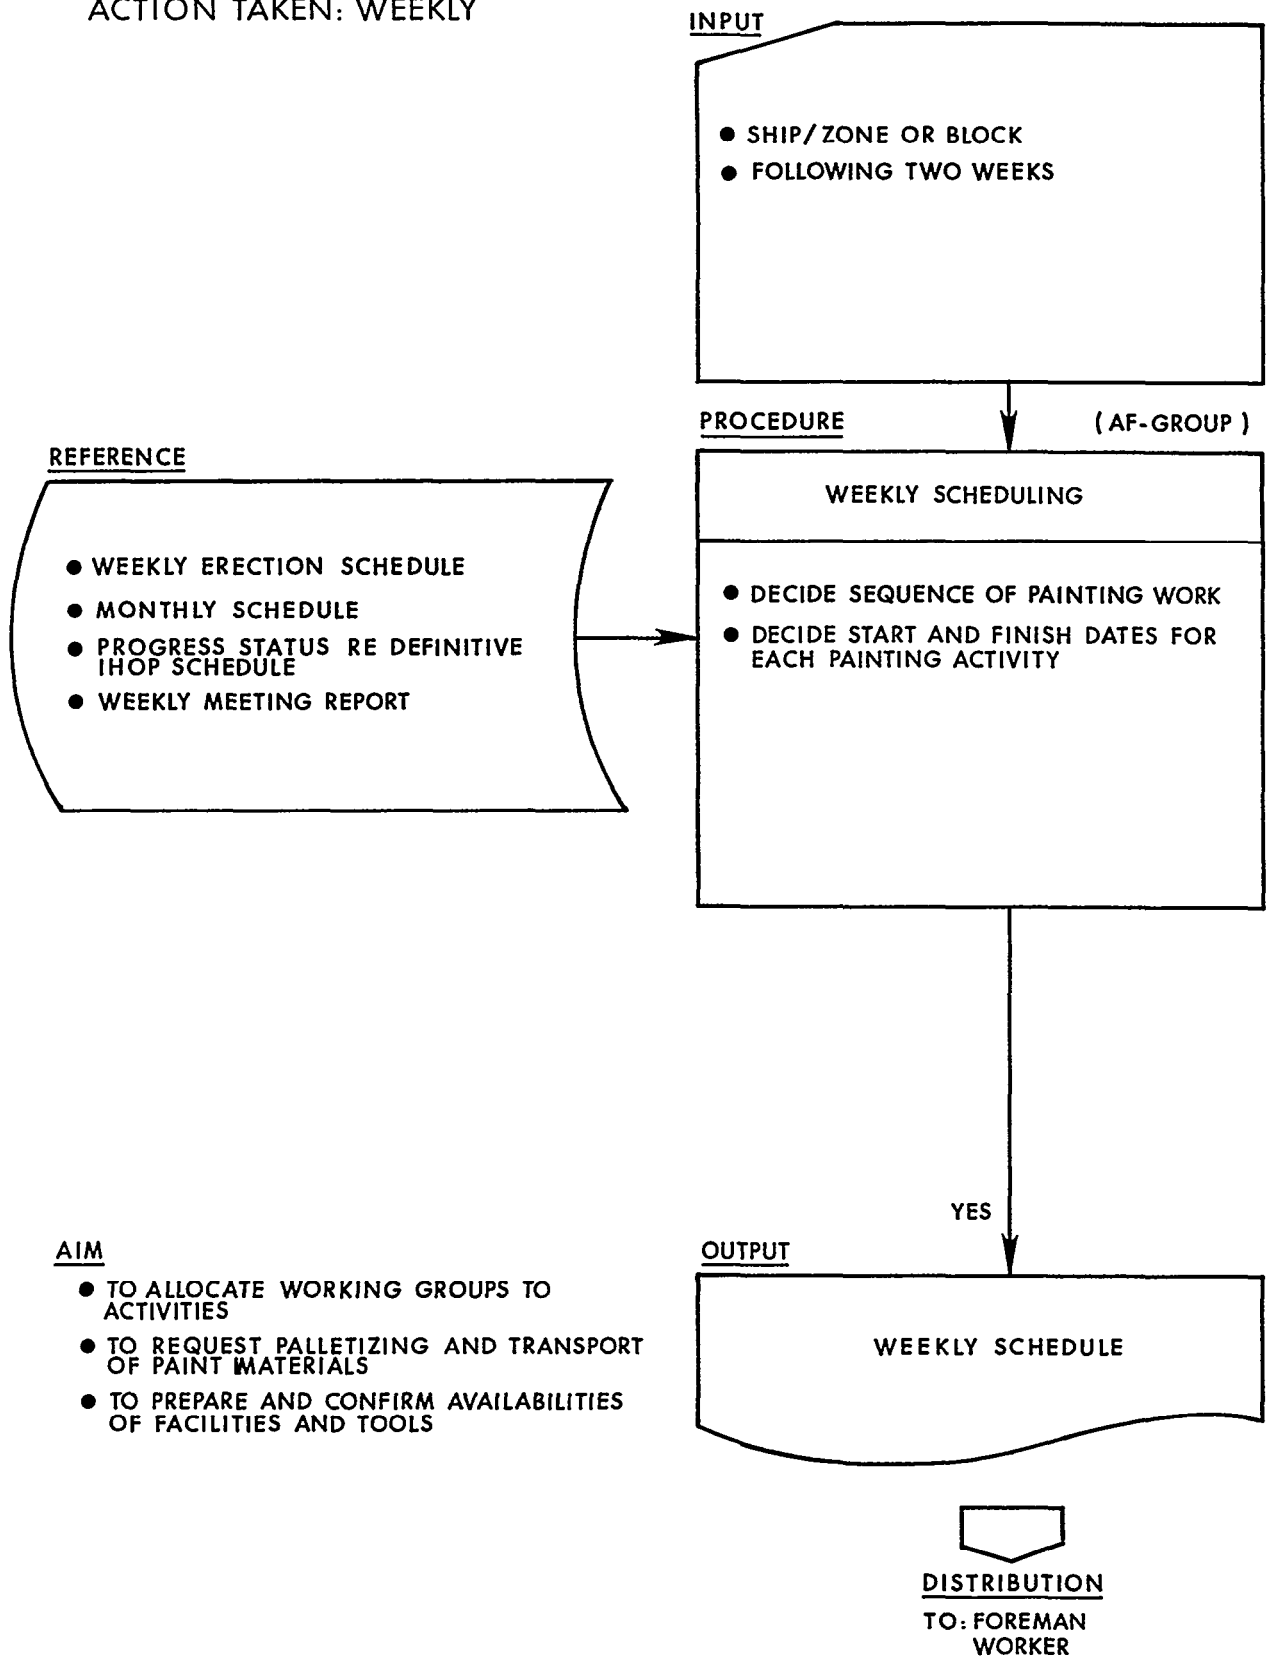 ACTION TAKEN: WEEKLY
INPUT
● SHIP/ZONE OR BLOCK
● FOLLOWING TWO WEEKS
PROCEDURE
(AF-GROUP)
WEEKLY SCHEDULING
● DECIDE SEQUENCE OF PAINTING WORK
● DECIDE START AND FINISH DATES FOR
EACH PAINTING ACTIVITY
REFERENCE
● WEEKLY ERECTION SCHEDULE
● MONTHLY SCHEDULE
● PROGRESS STATUS RE DEFINITIVE
IHOP SCHEDULE
● WEEKLY MEETING REPORT
YES
AIM
● TO ALLOCATE WORKING GROUPS TO
ACTIVITIES
● TO REQUEST PALLETIZING AND TRANSPORT
OF PAINT MATERIALS
● TO PREPARE AND CONFIRM AVAILABILITIES
OF FACILITIES AND TOOLS
OUTPUT
WEEKLY SCHEDULE
DISTRIBUTION
TO: FOREMAN
WORKER